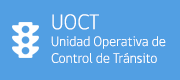 UOCT
Unidad Operativa de
Control de Tránsito